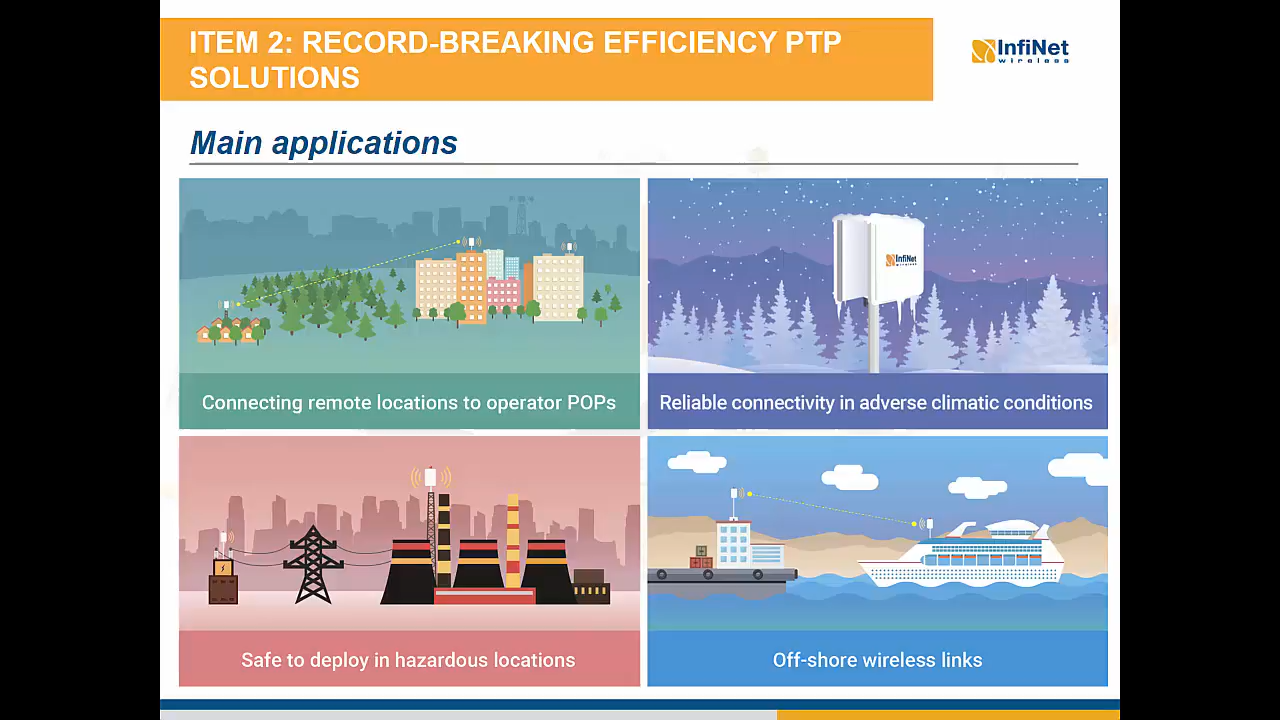 ITEM 2: RECORD-BREAKING EFFICIENCY PTP
SOLUTIONS
InfiNet
wireless
Main applications
InfiNet
wireless
Connecting remote locations to operator POPs
Reliable connectivity in adverse climatic conditions
Safe to deploy in hazardous locations
Off-shore wireless links